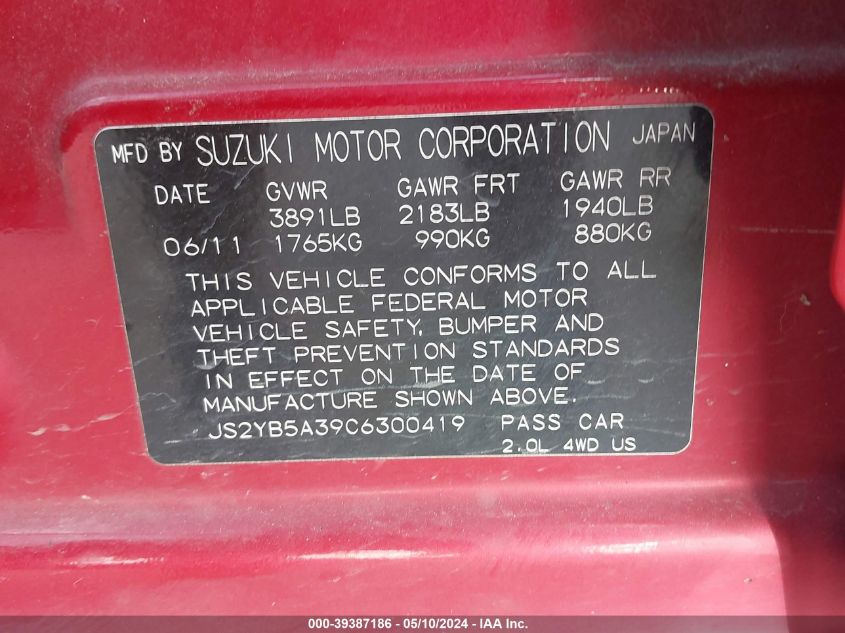 MFD BY SUZUKI MOTOR CORPORATION JAPAN
DATE GVWR GAWR FRT GAWR RR
3891LB 2183LB 1940LB
06/11 1765KG 990KG 880KG
THIS VEHICLE CONFORMS TO ALL
APPLICABLE FEDERAL MOTOR
VEHICLE SAFETY, BUMPER AND
THEFT PREVENTION STANDARDS
IN EFFECT ON THE DATE OF
MANUFACTURE SHOWN ABOVE.
JS2YB5A39C6300419 PASS CAR
2.0L 4WD US
000-39387186 - 05/10/2024 - IAA Inc.